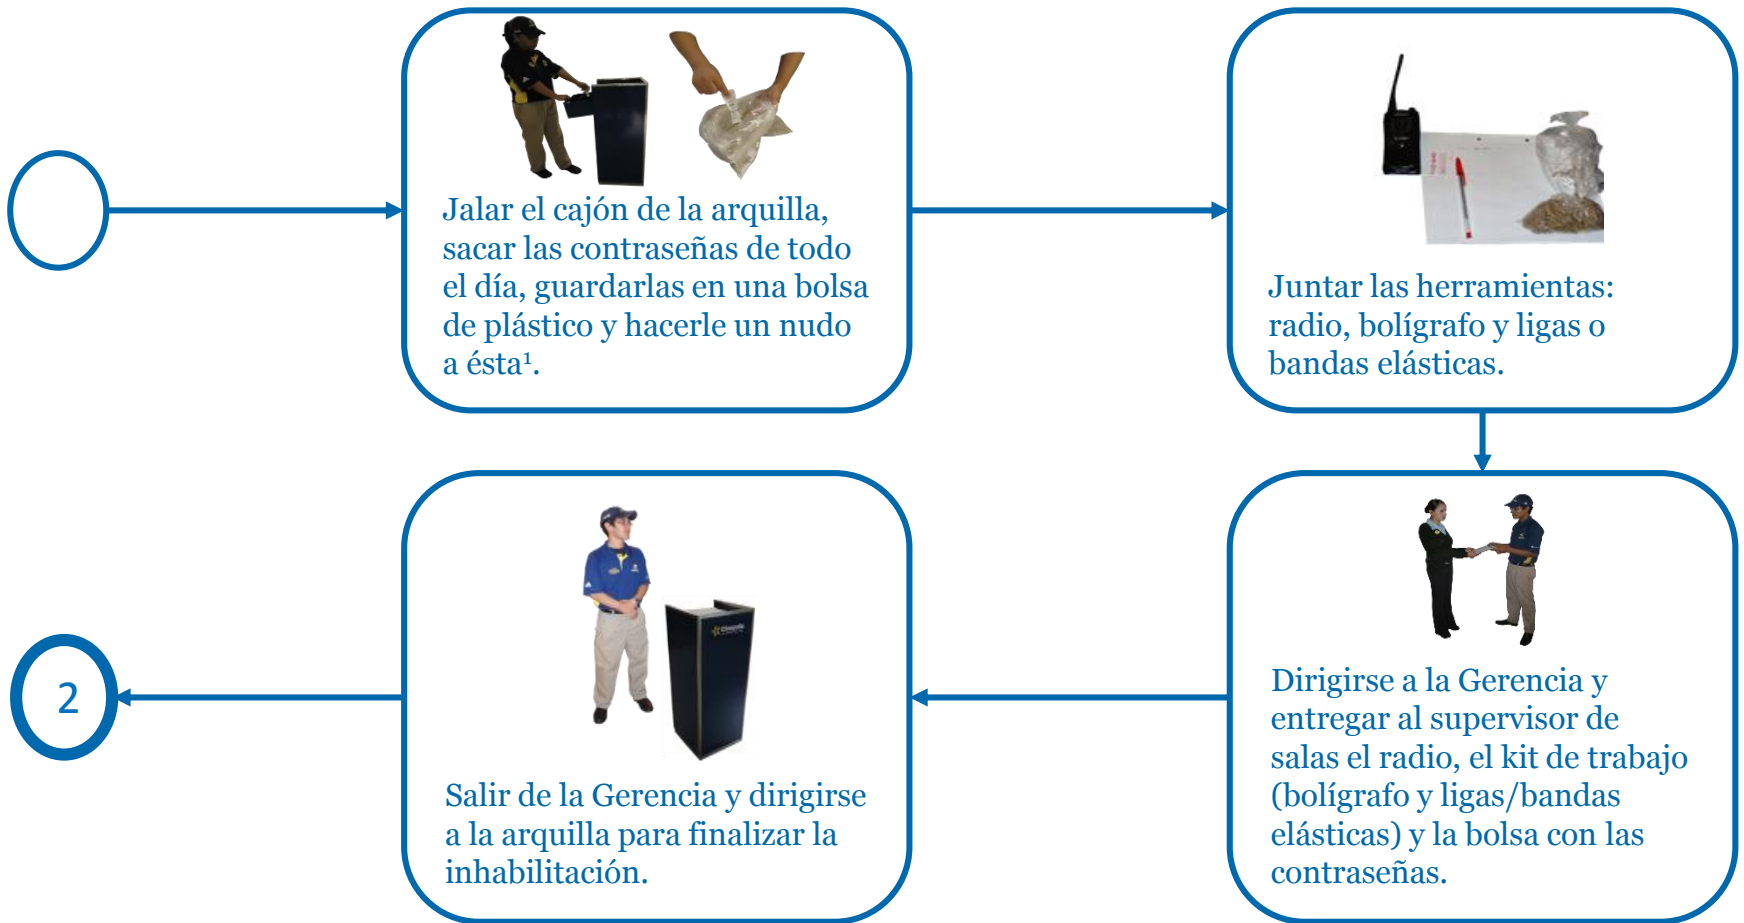 Jalar el cajón de la arquilla,
sacar las contraseñas de todo
el día, guardarlas en una bolsa
de plástico y hacerle un nudo
a ésta¹.
Juntar las herramientas:
radio, bolígrafo y ligas o
bandas elásticas.
Dirigirse a la Gerencia y
entregar al supervisor de
salas el radio, el kit de trabajo
(bolígrafo y ligas/bandas
elásticas) y la bolsa con las
contraseñas.
Cinépolis
Salir de la Gerencia y dirigirse
a la arquilla para finalizar la
inhabilitación.
2